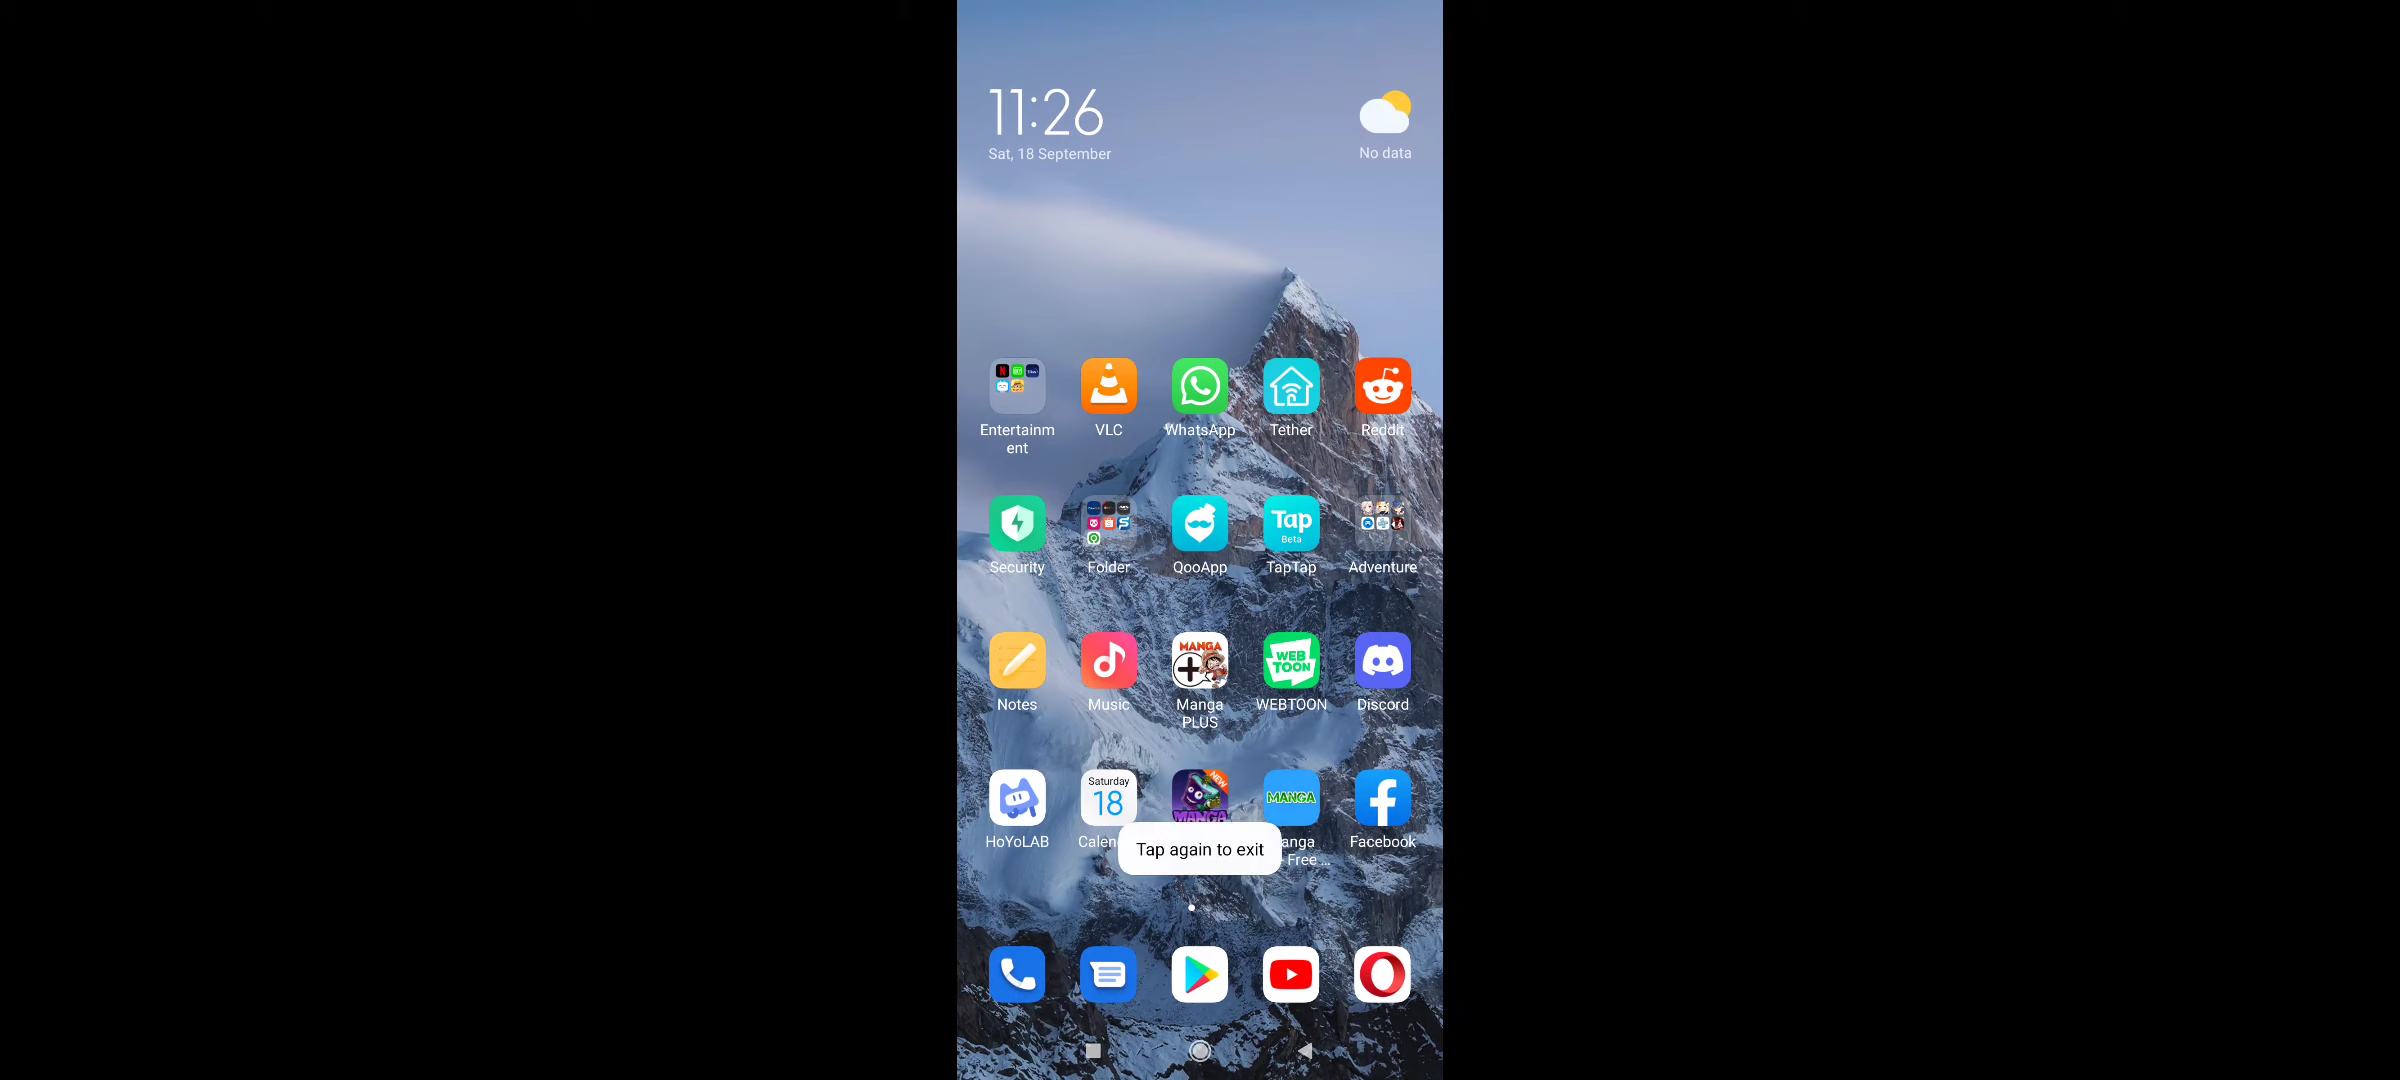 11:26
Sat, 18 September
No data
Entertainm
ent
VLC
WhatsApp
Tether
Reddit
Security
Folder
QooApp
Tap
Beta
TapTap
Adventure
MANGA
WEB
TOON
Notes
Music
Manga
PLUS
WEBTOON
Discord
Saturday
18
NEW
MANGA
MANGA
HoYoLAB
Calen
anga
Free ...
Facebook
Tap again to exit